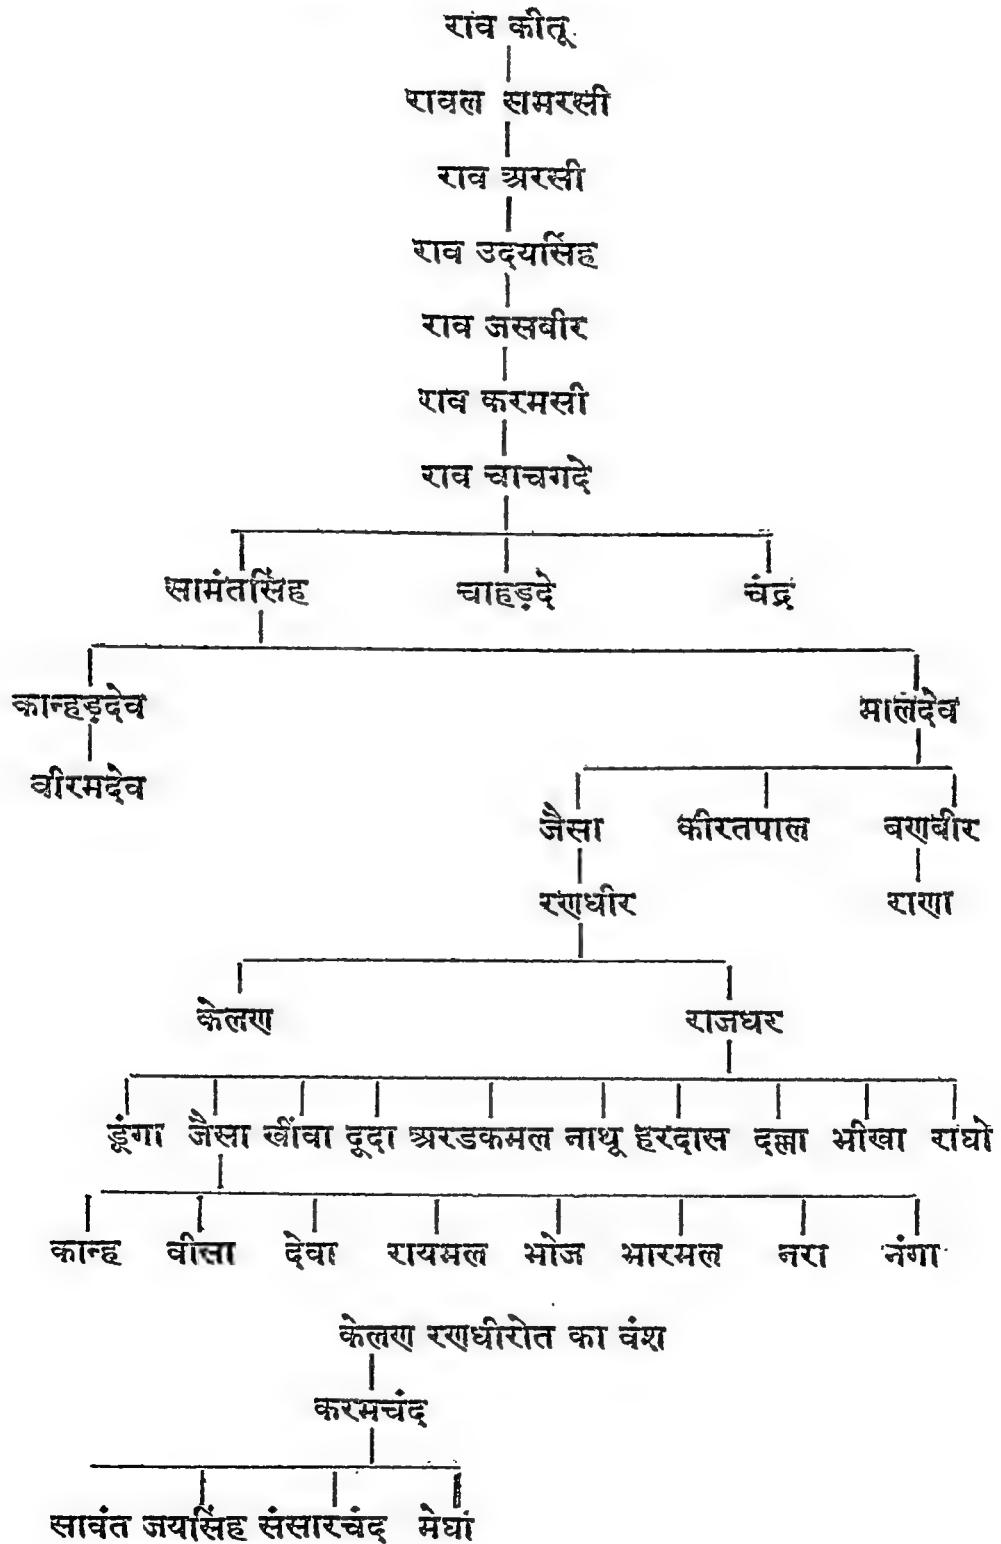 राव कीतू
रावल समरसी
राव अरसी
राव उदयसिंह
राव जसवीर
राव करमसी
राव चाचगदे
सामंतसिंह चाहड़दे चंद्र
कान्हड़देव मालदेव
वीरमदेव
जैसा कीरतपाल बणबीर
रणधीर राणा
केलण राजधर
डूंगा जैसा खींवा दूदा अरडकमल नाथू हरदास दल्ला भीखा राघो
कान्ह वीसा देवा रायमल भोज भारमल नरा नंगा
केलण रणधीरोत का वंश
करमचंद
सावंत जयसिंह संसारचंद मेघा